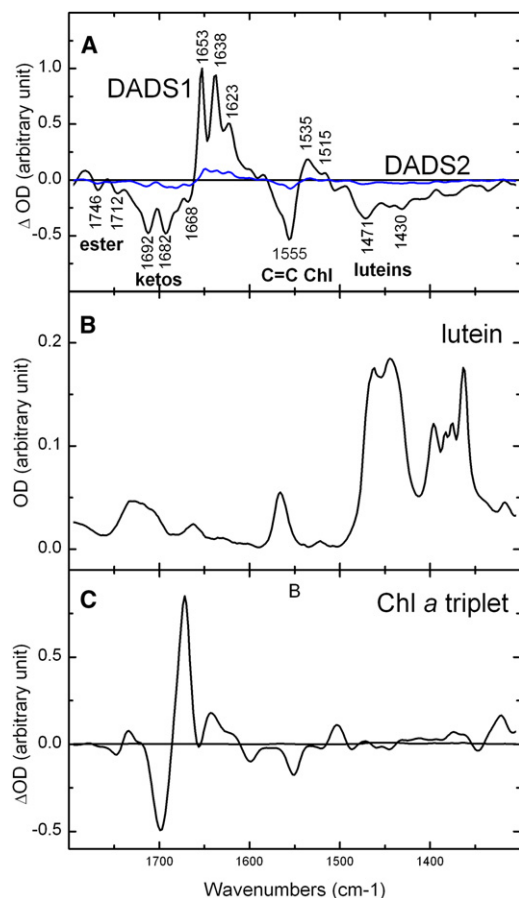 A
DADS1
1653
1638
1623
1535
1515
DADS2
1746
1712
1692
1682
1668
1555
1471
1430
ester
ketos
C=C Chl
luteins
Δ OD (arbitrary unit)
1.0
0.5
0.0
-0.5
B
lutein
OD (arbitrary unit)
0.2
0.1
0.0
C
B
Chl a triplet
ΔOD (arbitrary unit)
0.5
0.0
-0.5
1700
1600
1500
1400
Wavenumbers (cm-1)